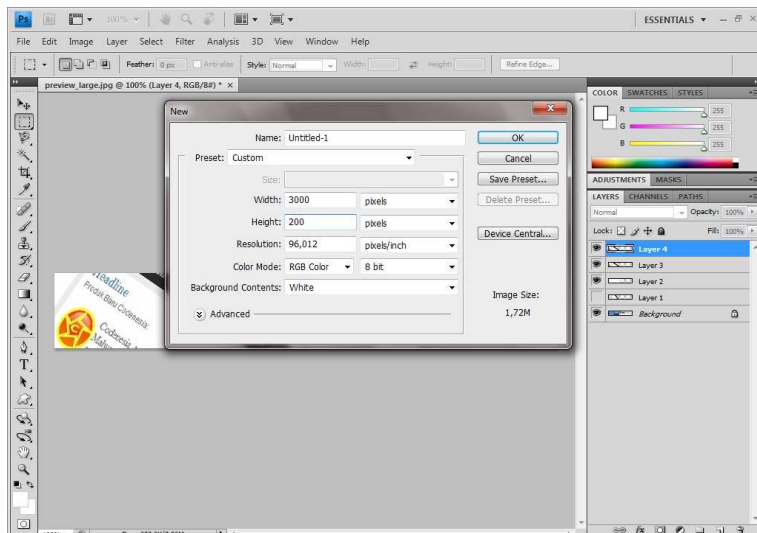 Ps Br 100% ESSENTIALS
File Edit Image Layer Select Filter Analysis 3D View Window Help
Feather: 0 px Anti-alias Style: Normal Width: Height: Refine Edge...
preview_large.jpg @ 100% (Layer 4, RGB/8#) * ×
New
Name: Untitled-1
OK
Preset: Custom
Cancel
Size:
Save Preset...
Width: 3000 pixels
Delete Preset...
Height: 200 pixels
Resolution: 96,012 pixels/inch
Device Central...
Color Mode: RGB Color 8 bit
Background Contents: White
Image Size:
1,72M
Advanced
Headline
Produk Baru Codenesia
Codenesia
COLOR SWATCHES STYLES
R 255
G 255
B 255
ADJUSTMENTS MASKS
LAYERS CHANNELS PATHS
Normal Opacity: 100%
Lock: Fill: 100%
Layer 4
Layer 3
Layer 2
Layer 1
Background
T
fx